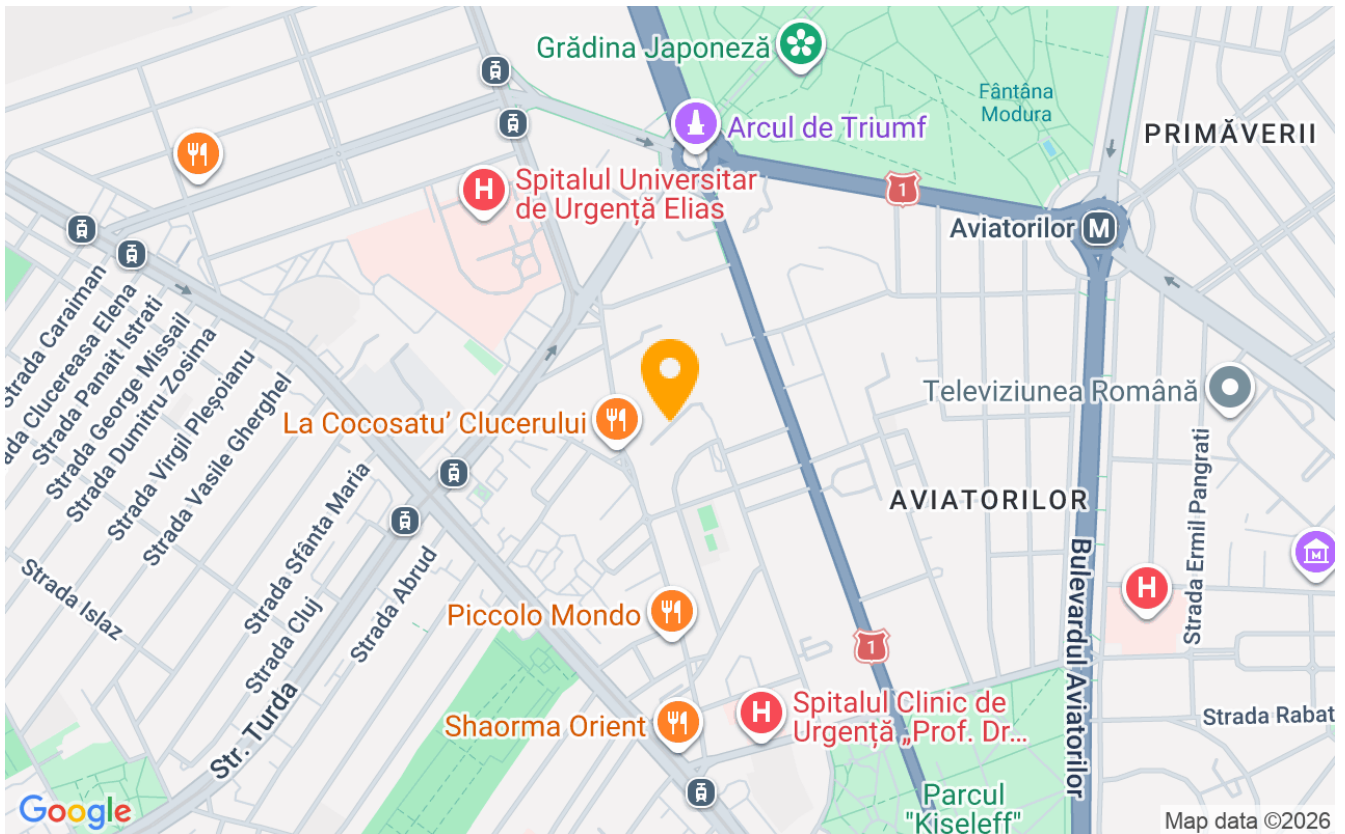 Grădina Japoneză
Fântâna
Modura
PRIMĂVERII
Arcul de Triumf
Spitalul Universitar
de Urgență Elias
1
Aviatorilor
M
H
Strada Caraiman
Strada Clucereasa Elena
Strada Panait Istrati
Strada George Missail
Strada Dumitru Zosima
Strada Virgil Pleșoianu
Strada Vasile Gherghel
La Cocosatu’ Clucerului
Televiziunea Română
AVIATORILOR
Strada Ermil Pangrati
Strada Sfânta Maria
Strada Islaz
Strada Cluj
Strada Abrud
Str. Turda
Piccolo Mondo
H
M
1
Bulevardul Aviatorilor
Shaorma Orient
H
Spitalul Clinic de
Urgență „Prof. Dr...
Strada Rabat
Parcul
"Kiseleff"
Google
Map data ©2026